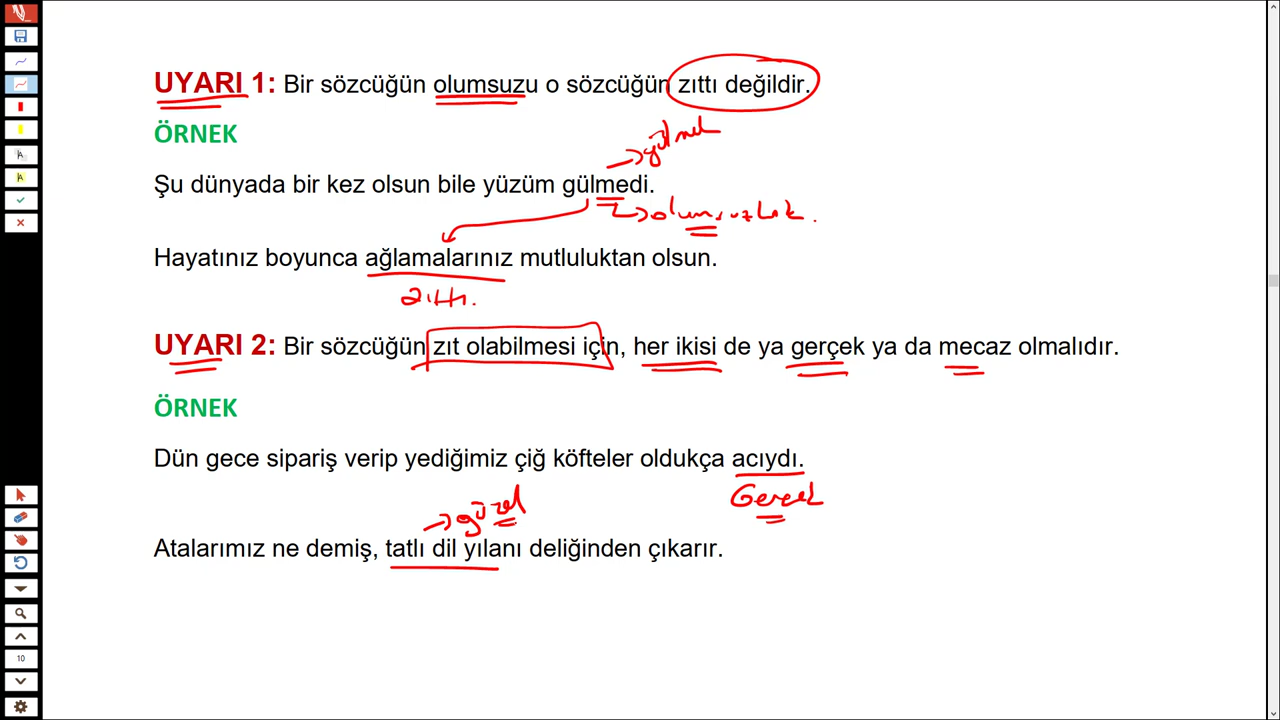 UYARI 1: Bir sözcüğün olumsuzu o sözcüğün zıttı değildir.
ÖRNEK
gülmek
Şu dünyada bir kez olsun bile yüzüm gülmedi.
olumsuzluk.
Hayatınız boyunca ağlamalarınız mutluluktan olsun.
zıttı.
UYARI 2: Bir sözcüğün zıt olabilmesi için, her ikisi de ya gerçek ya da mecaz olmalıdır.
ÖRNEK
Dün gece sipariş verip yediğimiz çiğ köfteler oldukça acıydı.
Gerçek
güzel
Atalarımız ne demiş, tatlı dil yılanı deliğinden çıkarır.
10